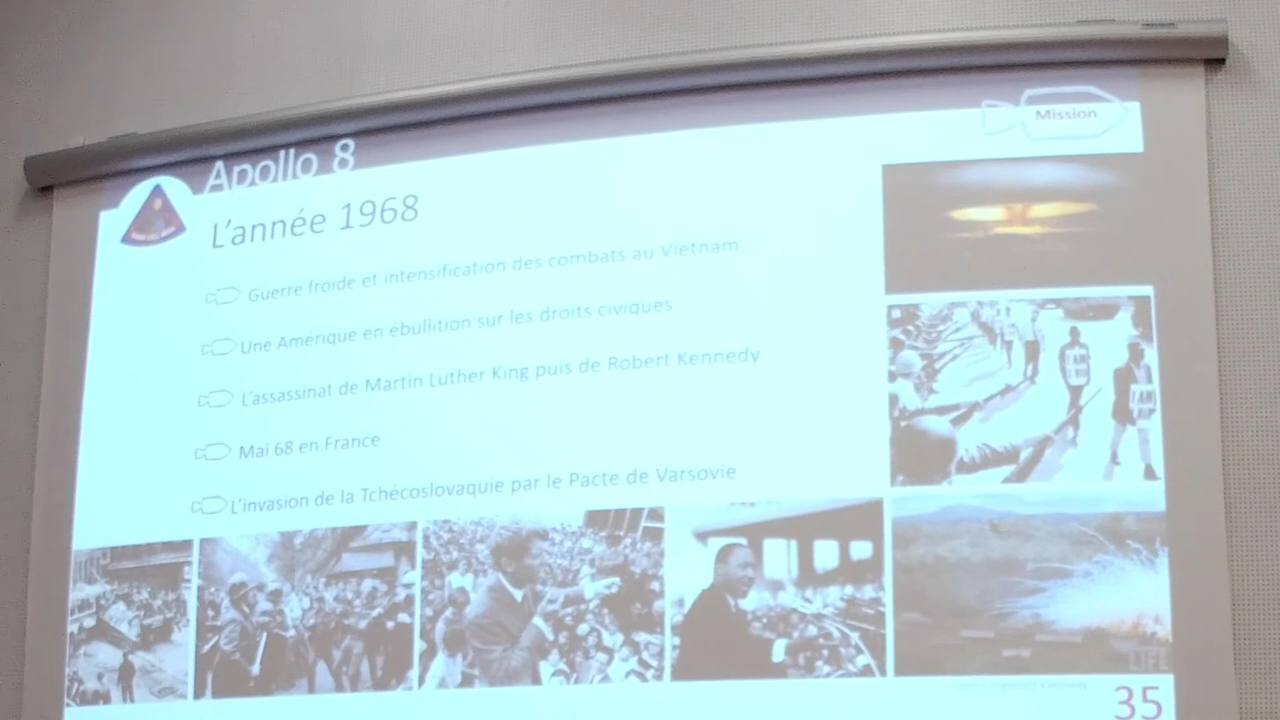 Mission
Apollo 8
L'année 1968
Guerre froide et intensification des combats au Vietnam
Une Amérique en ébullition sur les droits civiques
L'assassinat de Martin Luther King puis de Robert Kennedy
Mai 68 en France
L'invasion de la Tchécoslovaquie par le Pacte de Varsovie
I AM
I AM
LIFE
35